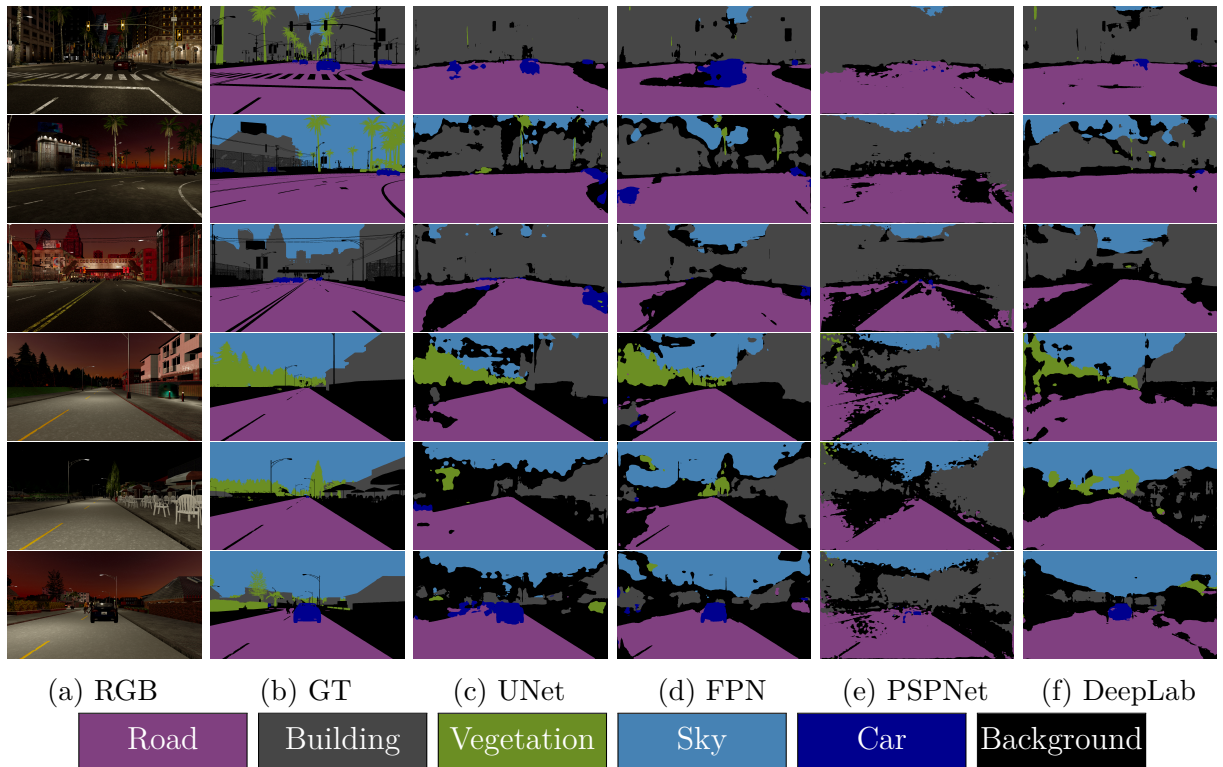 (a) RGB (b) GT (c) UNet (d) FPN (e) PSPNet (f) DeepLab
Road Building Vegetation Sky Car Background